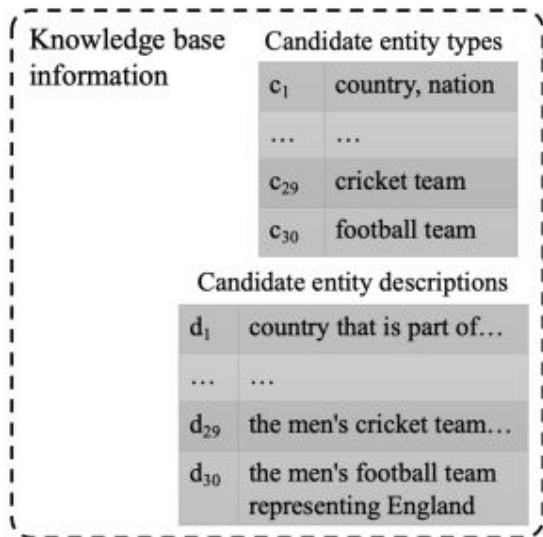 Knowledge base
information
Candidate entity types
c₁ country, nation
... ...
c₂₉ cricket team
c₃₀ football team
Candidate entity descriptions
d₁ country that is part of...
... ...
d₂₉ the men's cricket team...
d₃₀ the men's football team
representing England